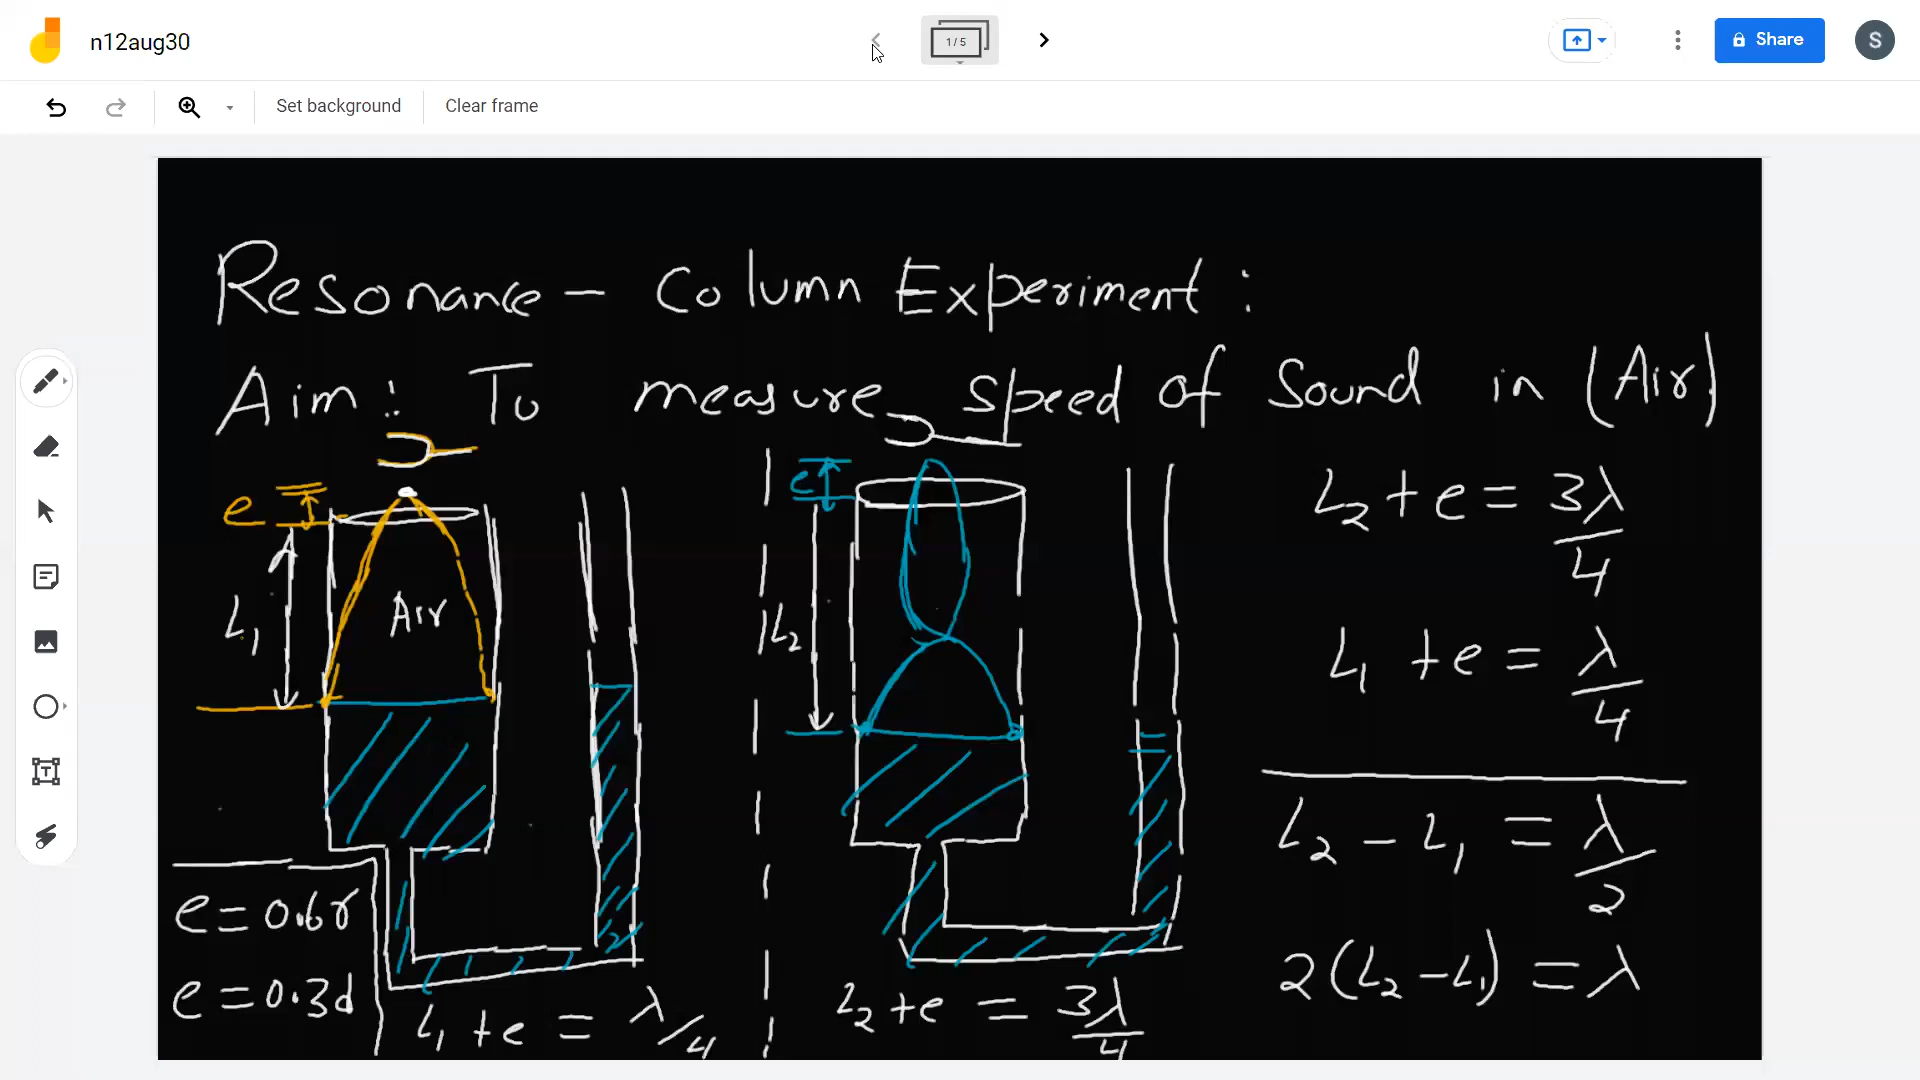 n12aug30
1 / 5
Share
S
Set background
Clear frame
Resonance - Column Experiment :
Aim : To measure speed of Sound in (Air)
e
L₁
Air
e
L₂
L₂ + e = 3λ/4
L₁ + e = λ/4
L₂ - L₁ = λ/2
2(L₂ - L₁) = λ
e = 0.6r
e = 0.3d
L₁ + e = λ/4
L₂ + e = 3λ/4